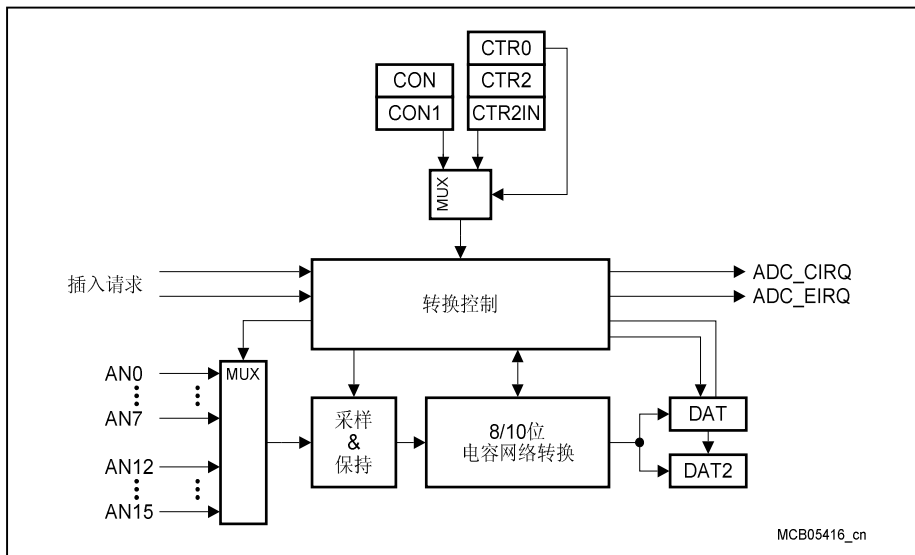 CTR0
CON
CTR2
CON1
CTR2IN
MUX
插入请求
转换控制
ADC_CIRQ
ADC_EIRQ
MUX
AN0
AN7
AN12
AN15
采样
&
保持
8/10位
电容网络转换
DAT
DAT2
MCB05416_cn